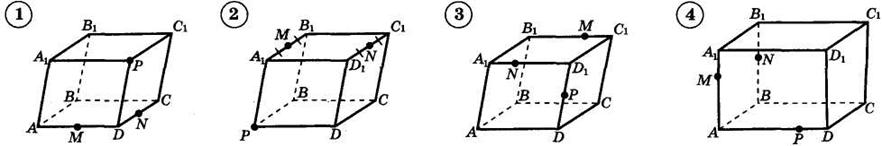 1
B₁ C₁
A₁ P
B C
A M D N
2
M B₁ C₁
A₁ D₁ N
B C
P D
3
B₁ M C₁
A₁ N D₁
B P C
A D
4
B₁ C₁
A₁ D₁
M N
B C
A P D